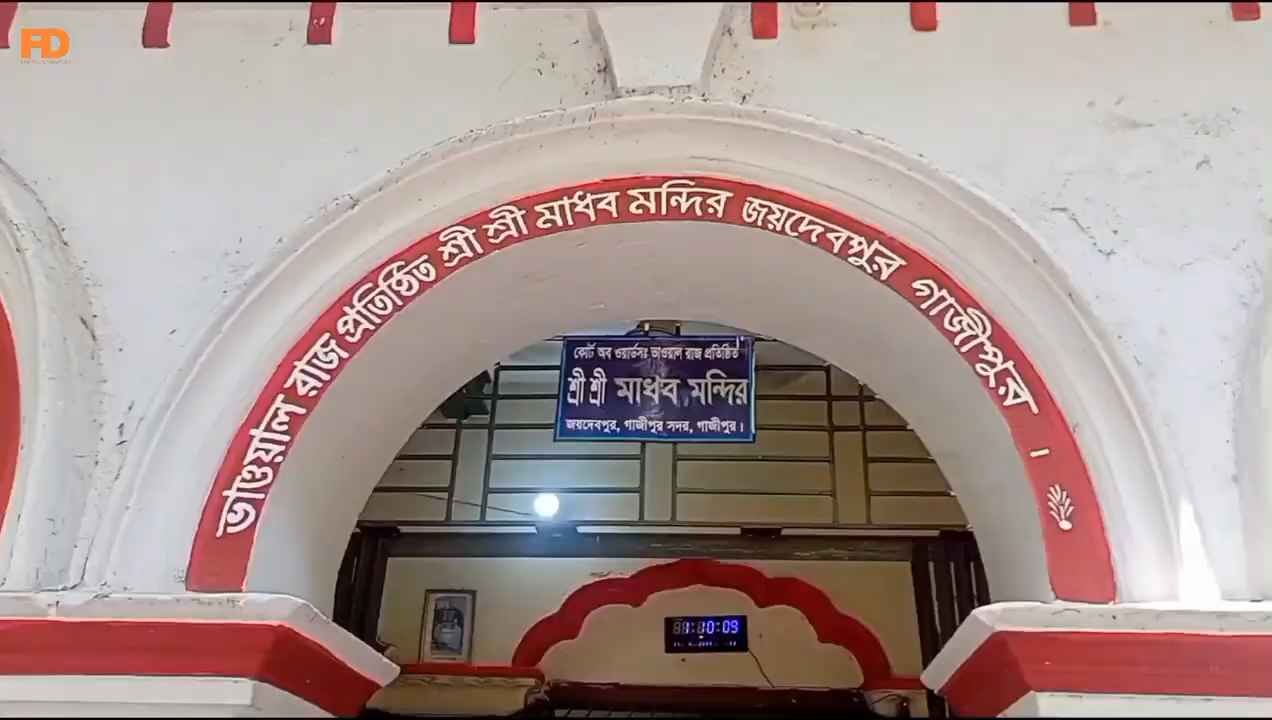 FD
ভাওয়াল রাজ প্রতিষ্ঠিত শ্রী শ্রী মাধব মন্দির জয়দেবপুর গাজীপুর ।
কোর্ট অব ওয়ার্ডসঃ ভাওয়াল রাজ প্রতিষ্ঠিত
শ্রী শ্রী মাধব মন্দির
জয়দেবপুর, গাজীপুর সদর, গাজীপুর।